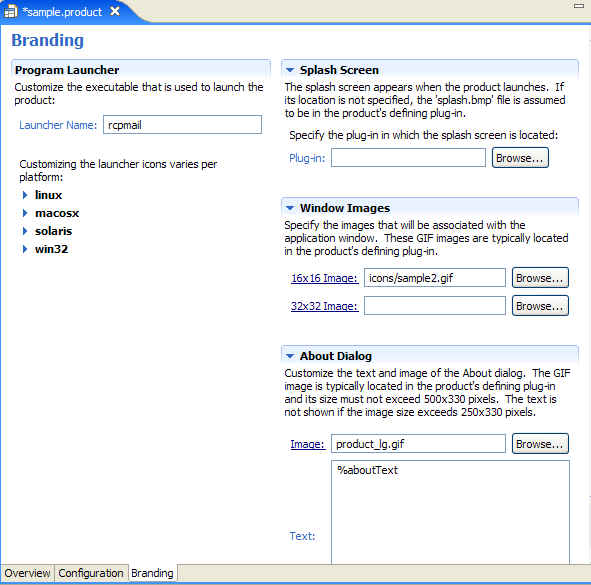 *sample.product
Branding
Program Launcher
Customize the executable that is used to launch the
product:
Launcher Name: rcpmail
Customizing the launcher icons varies per
platform:
linux
macosx
solaris
win32
Splash Screen
The splash screen appears when the product launches.  If
its location is not specified, the 'splash.bmp' file is assumed
to be in the product's defining plug-in.
Specify the plug-in in which the splash screen is located:
Plug-in: Browse...
Window Images
Specify the images that will be associated with the
application window.  These GIF images are typically located
in the product's defining plug-in.
16x16 Image: icons/sample2.gif Browse...
32x32 Image: Browse...
About Dialog
Customize the text and image of the About dialog.  The GIF
image is typically located in the product's defining plug-in
and its size must not exceed 500x330 pixels.  The text is
not shown if the image size exceeds 250x330 pixels.
Image: product_lg.gif Browse...
%aboutText
Text:
Overview Configuration Branding